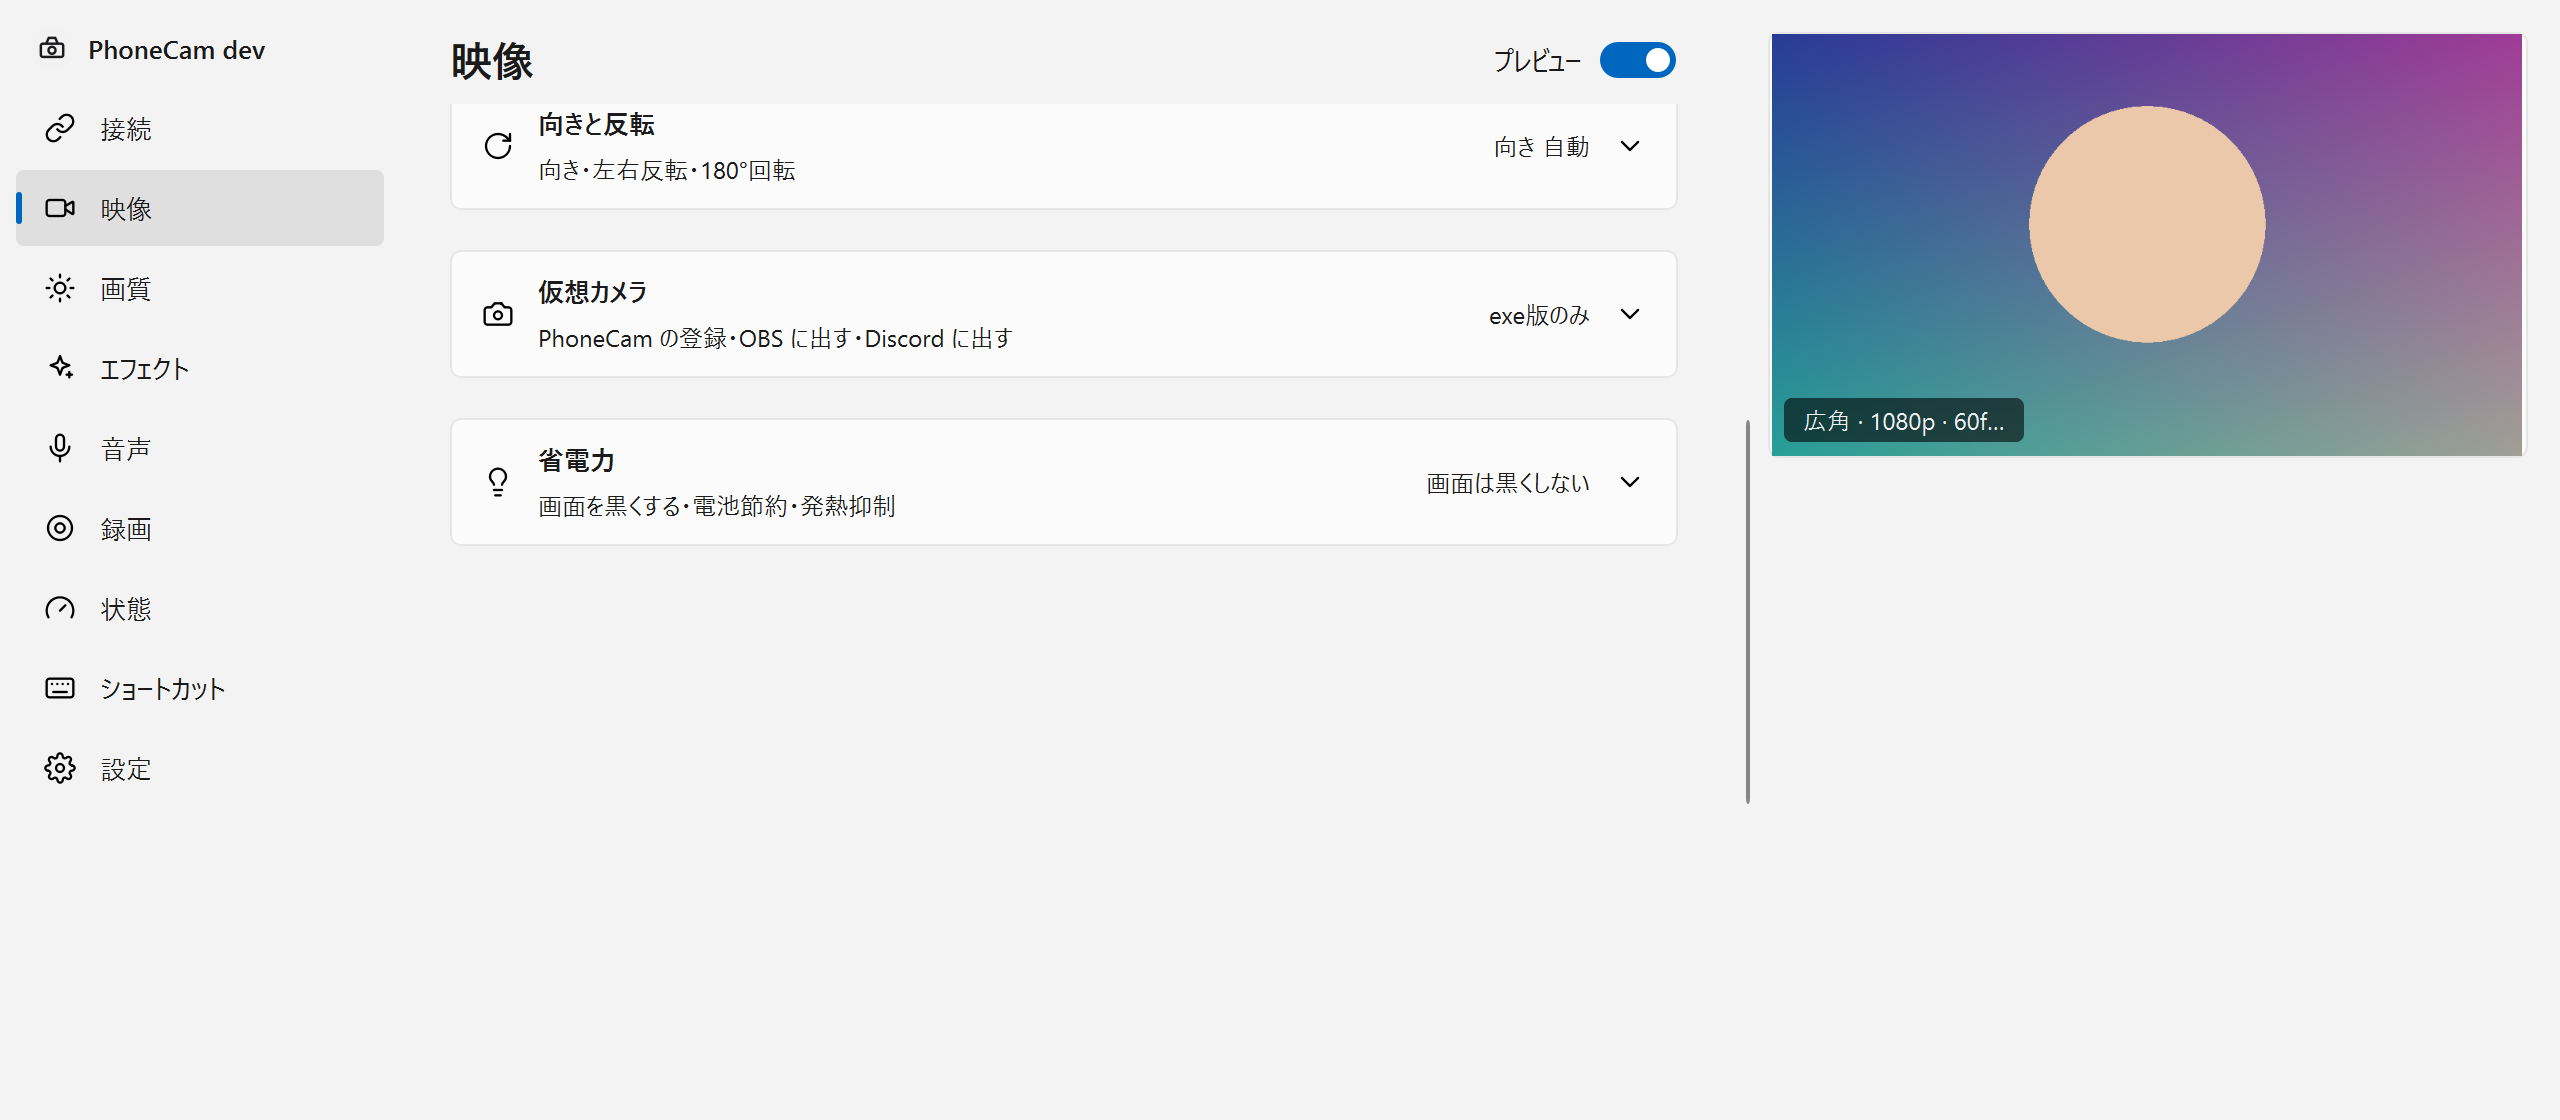 PhoneCam dev
接続
映像
画質
エフェクト
音声
録画
状態
ショートカット
設定
映像
プレビュー
向きと反転
向き・左右反転・180°回転
向き 自動
仮想カメラ
PhoneCam の登録・OBS に出す・Discord に出す
exe版のみ
省電力
画面を黒くする・電池節約・発熱抑制
画面は黒くしない
広角 · 1080p · 60f...